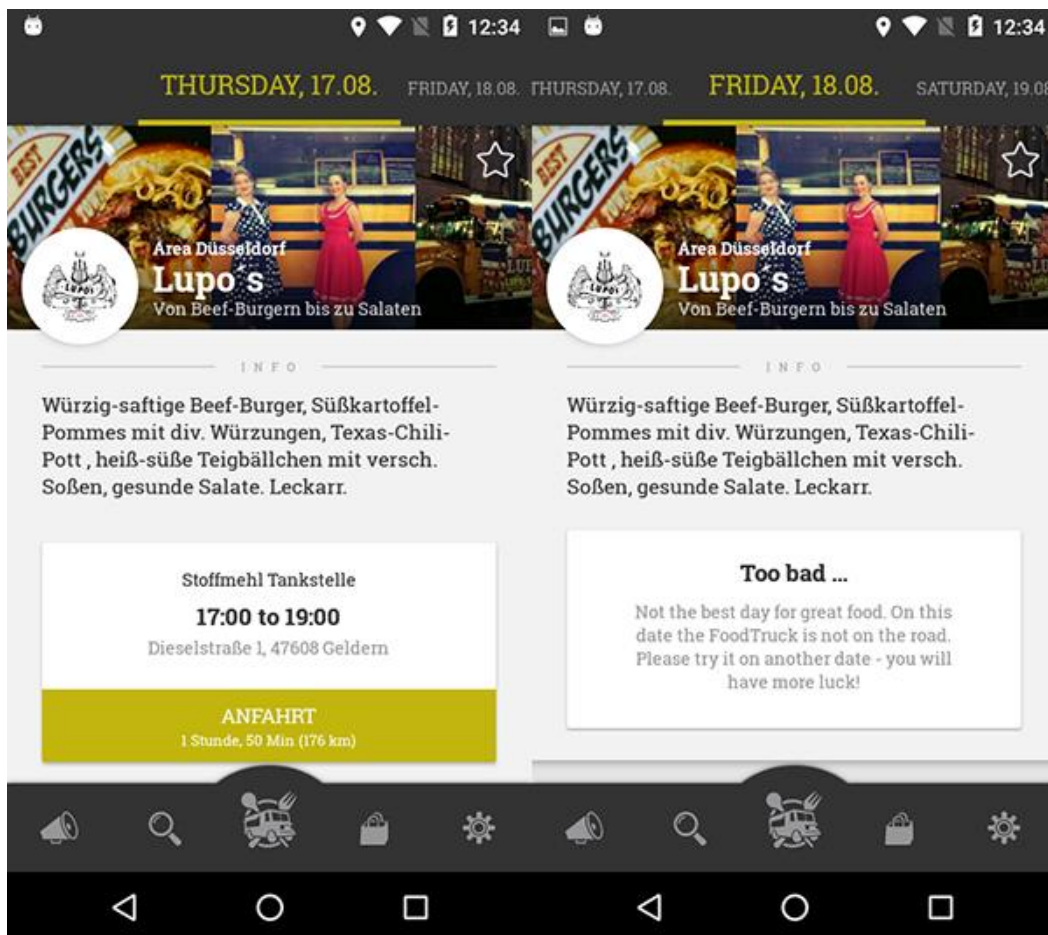 12:34
THURSDAY, 17.08.
FRIDAY, 18.08.
BEST
BURGERS
Area Düsseldorf
Lupo´s
Von Beef-Burgern bis zu Salaten
LUPO's
INFO
Würzig-saftige Beef-Burger, Süßkartoffel-
Pommes mit div. Würzungen, Texas-Chili-
Pott , heiß-süße Teigbällchen mit versch.
Soßen, gesunde Salate. Leckarr.
Stoffmehl Tankstelle
17:00 to 19:00
Dieselstraße 1, 47608 Geldern
ANFAHRT
1 Stunde, 50 Min (176 km)
12:34
THURSDAY, 17.08.
FRIDAY, 18.08.
SATURDAY, 19.08
BEST
BURGERS
Area Düsseldorf
Lupo´s
Von Beef-Burgern bis zu Salaten
LUPO's
INFO
Würzig-saftige Beef-Burger, Süßkartoffel-
Pommes mit div. Würzungen, Texas-Chili-
Pott , heiß-süße Teigbällchen mit versch.
Soßen, gesunde Salate. Leckarr.
Too bad ...
Not the best day for great food. On this
date the FoodTruck is not on the road.
Please try it on another date - you will
have more luck!